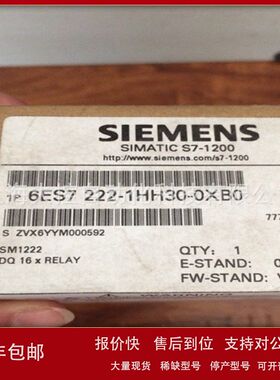 SIEMENS
SIMATIC S7-1200
http://www.siemens.com/s7-1200
1P 6ES7 222-1HH30-0XB0
S ZVX6YYM000592
SM1222
DQ 16 x RELAY
QTY: 1
E-STAND:
FW-STAND: V
包邮
报价快 售后到位 支持对公
大量现货 稀缺型号 停产型号